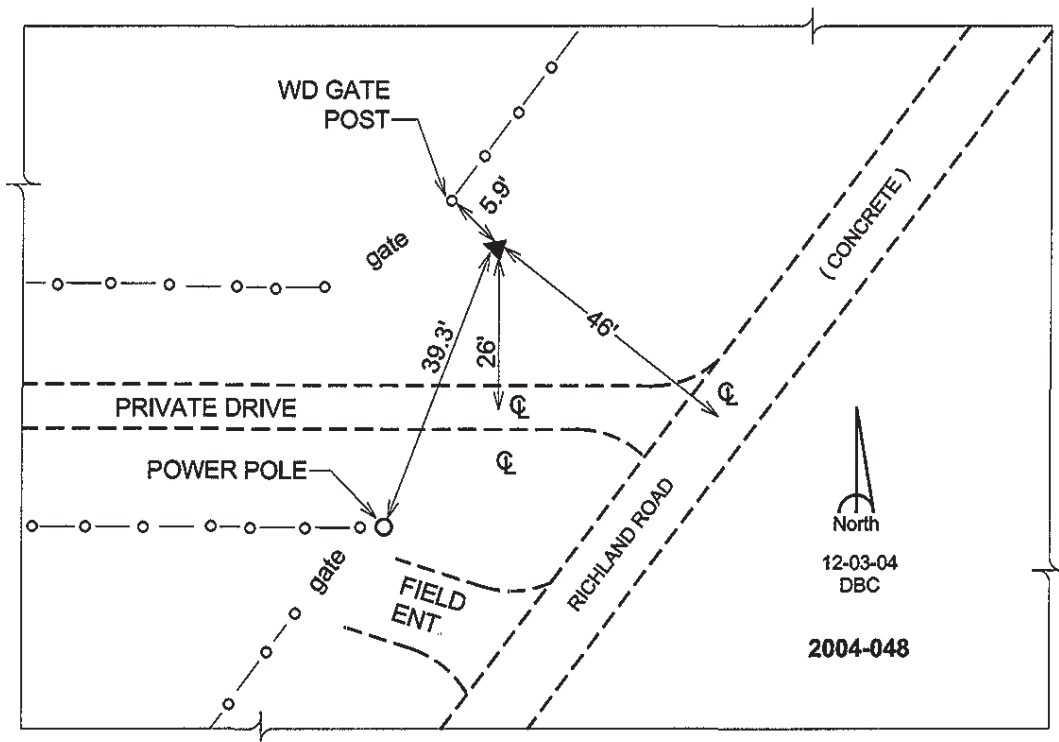 WD GATE
POST
5.9'
gate
(CONCRETE)
46'
39.3'
26'
PRIVATE DRIVE
℄
℄
℄
POWER POLE
gate
FIELD
ENT.
RICHLAND ROAD
North
12-03-04
DBC
2004-048